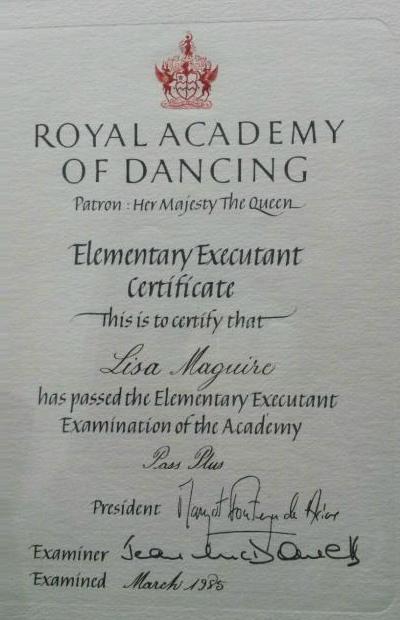 ROYAL ACADEMY
OF DANCING
Patron : Her Majesty The Queen
Elementary Executant
Certificate
This is to certify that
Lisa Maguire
has passed the Elementary Executant
Examination of the Academy
Pass Plus
President Margot Fonteyn de Arias
Examiner Jean
Examined March 1985